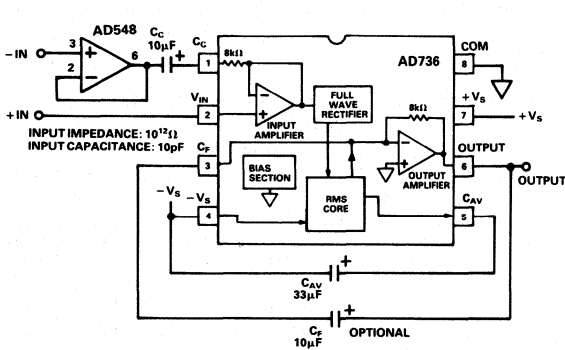 AD548
– IN
3
2
6
+
–
C_C
10µF
+
C_C
1
8kΩ
–
+
INPUT
AMPLIFIER
FULL
WAVE
RECTIFIER
AD736
COM
8
+V_S
7
+V_S
8kΩ
–
+
OUTPUT
AMPLIFIER
OUTPUT
6
OUTPUT
+IN
V_IN
2
INPUT IMPEDANCE: 10¹²Ω
INPUT CAPACITANCE: 10pF
C_F
3
BIAS
SECTION
RMS
CORE
–V_S
–V_S
4
C_AV
5
+
C_AV
33µF
+
C_F
10µF
OPTIONAL